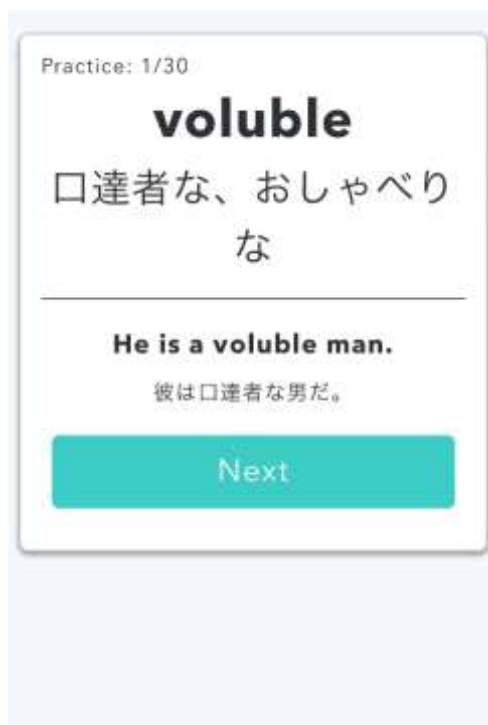 Practice: 1/30
voluble
口達者な、おしゃべり
な
He is a voluble man.
彼は口達者な男だ。
Next